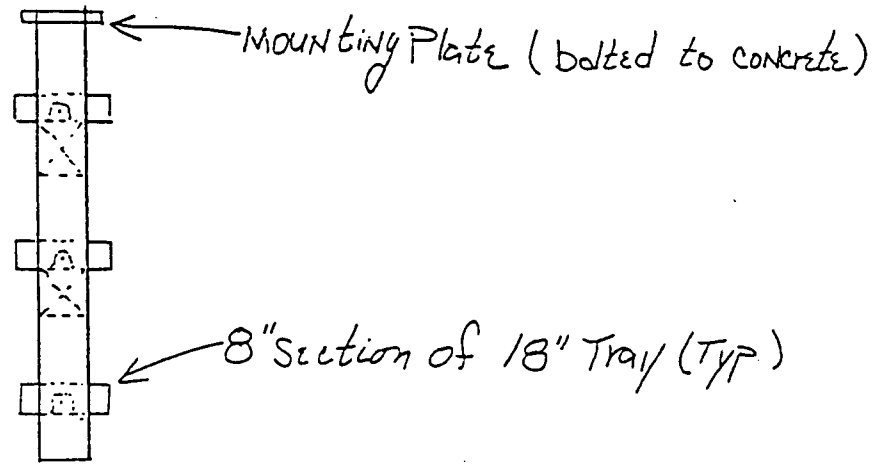 Mounting Plate (bolted to concrete)
8" Section of 18" Tray (Typ.)